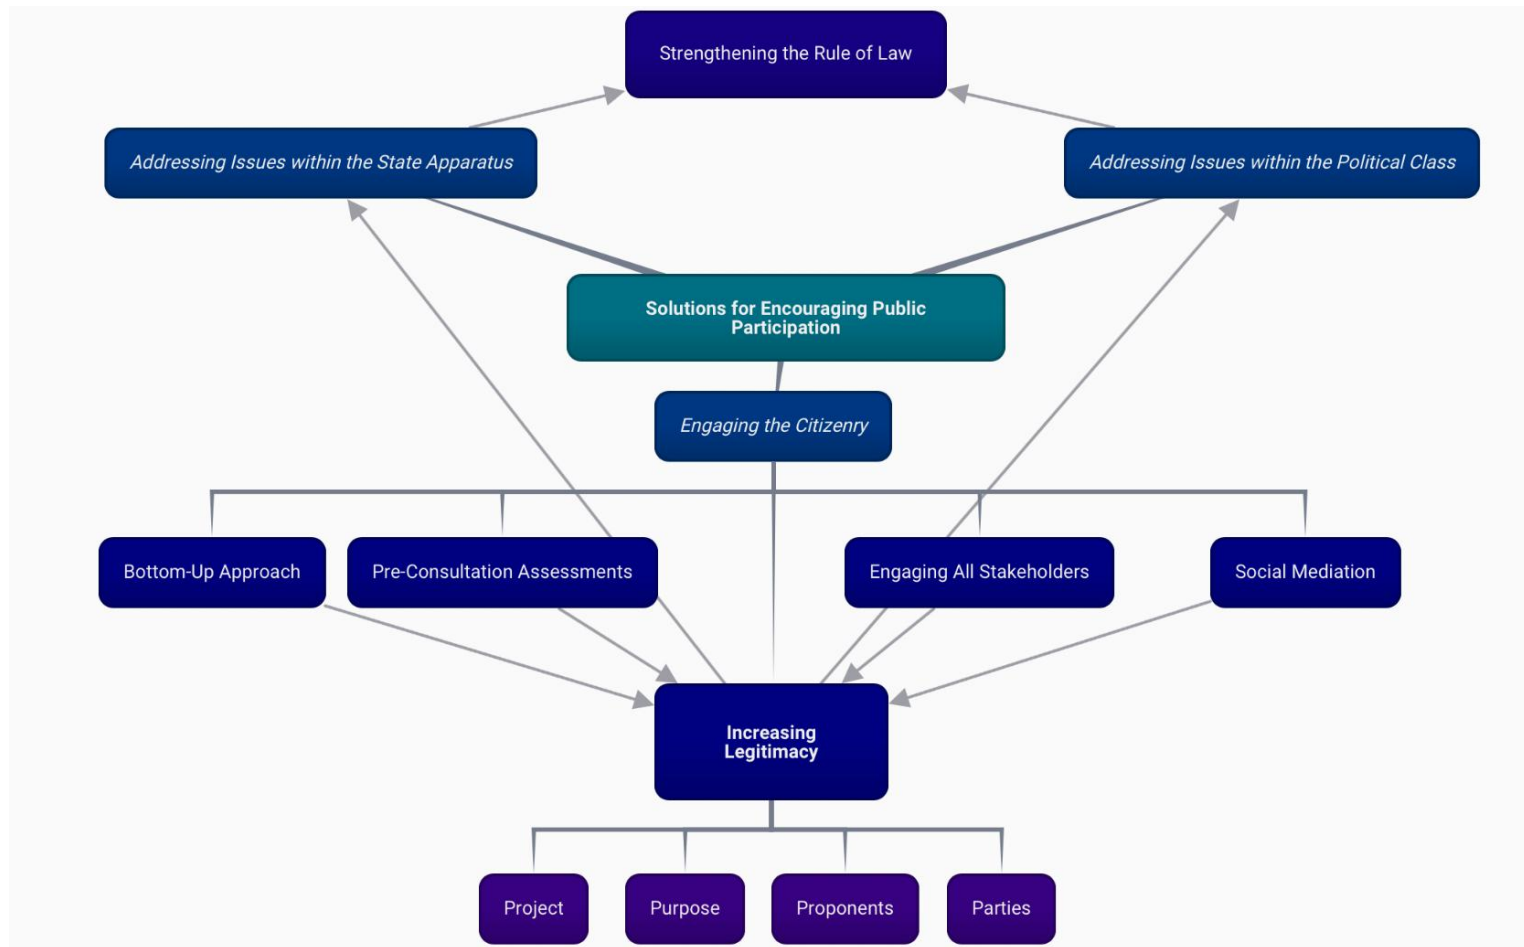 Strengthening the Rule of Law
Addressing Issues within the State Apparatus
Addressing Issues within the Political Class
Solutions for Encouraging Public
Participation
Engaging the Citizenry
Bottom-Up Approach
Pre-Consultation Assessments
Engaging All Stakeholders
Social Mediation
Increasing
Legitimacy
Project
Purpose
Proponents
Parties